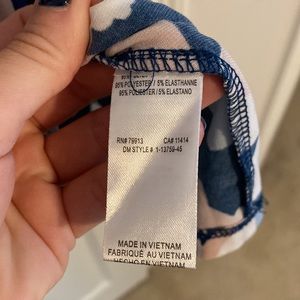 95% POLYESTER / 5% ELASTHANNE
95% POLIESTER / 5% ELASTANO
RN# 79913 CA# 11414
DM STYLE # 1-13759-45
MADE IN VIETNAM
FABRIQUÉ AU VIETNAM
HECHO EN VIETNAM